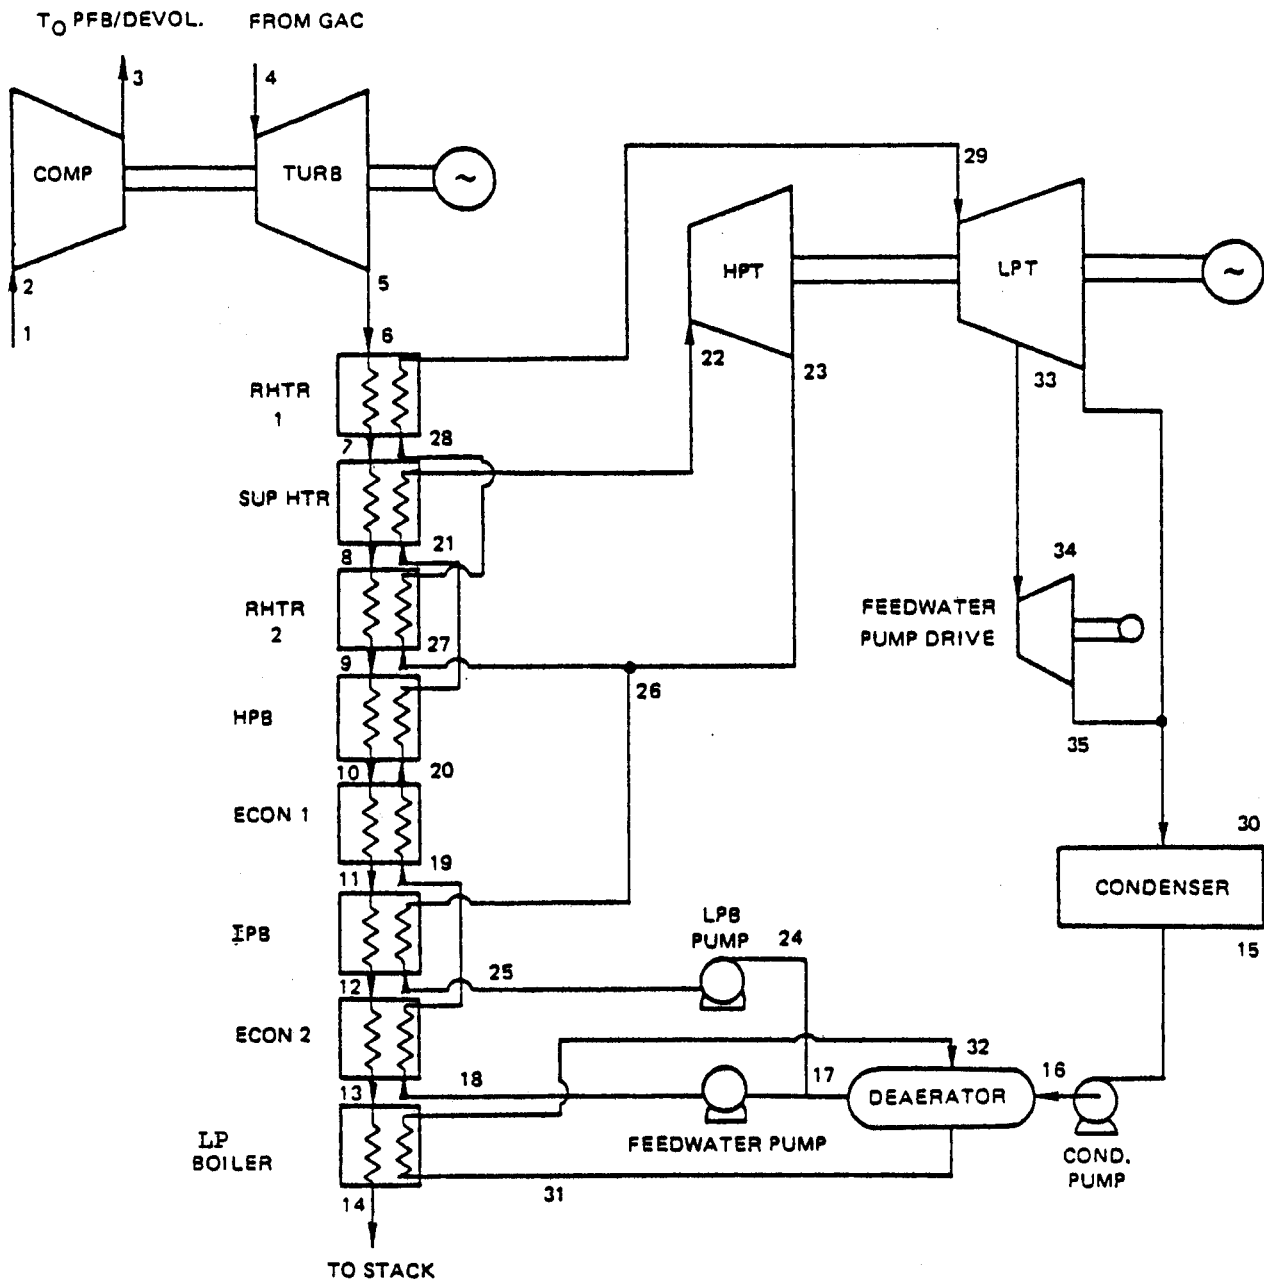 TO PFB/DEVOL.
FROM GAC
3
4
COMP
TURB
~
29
2
5
1
HPT
LPT
~
6
22
23
33
RHTR
1
7
28
SUP HTR
8
21
34
RHTR
2
FEEDWATER
PUMP DRIVE
9
27
26
HPB
35
10
20
ECON 1
30
11
19
CONDENSER
IPB
LPB
PUMP
24
15
12
25
ECON 2
32
13
18
17
DEAERATOR
16
FEEDWATER PUMP
LP
BOILER
COND.
PUMP
14
31
TO STACK